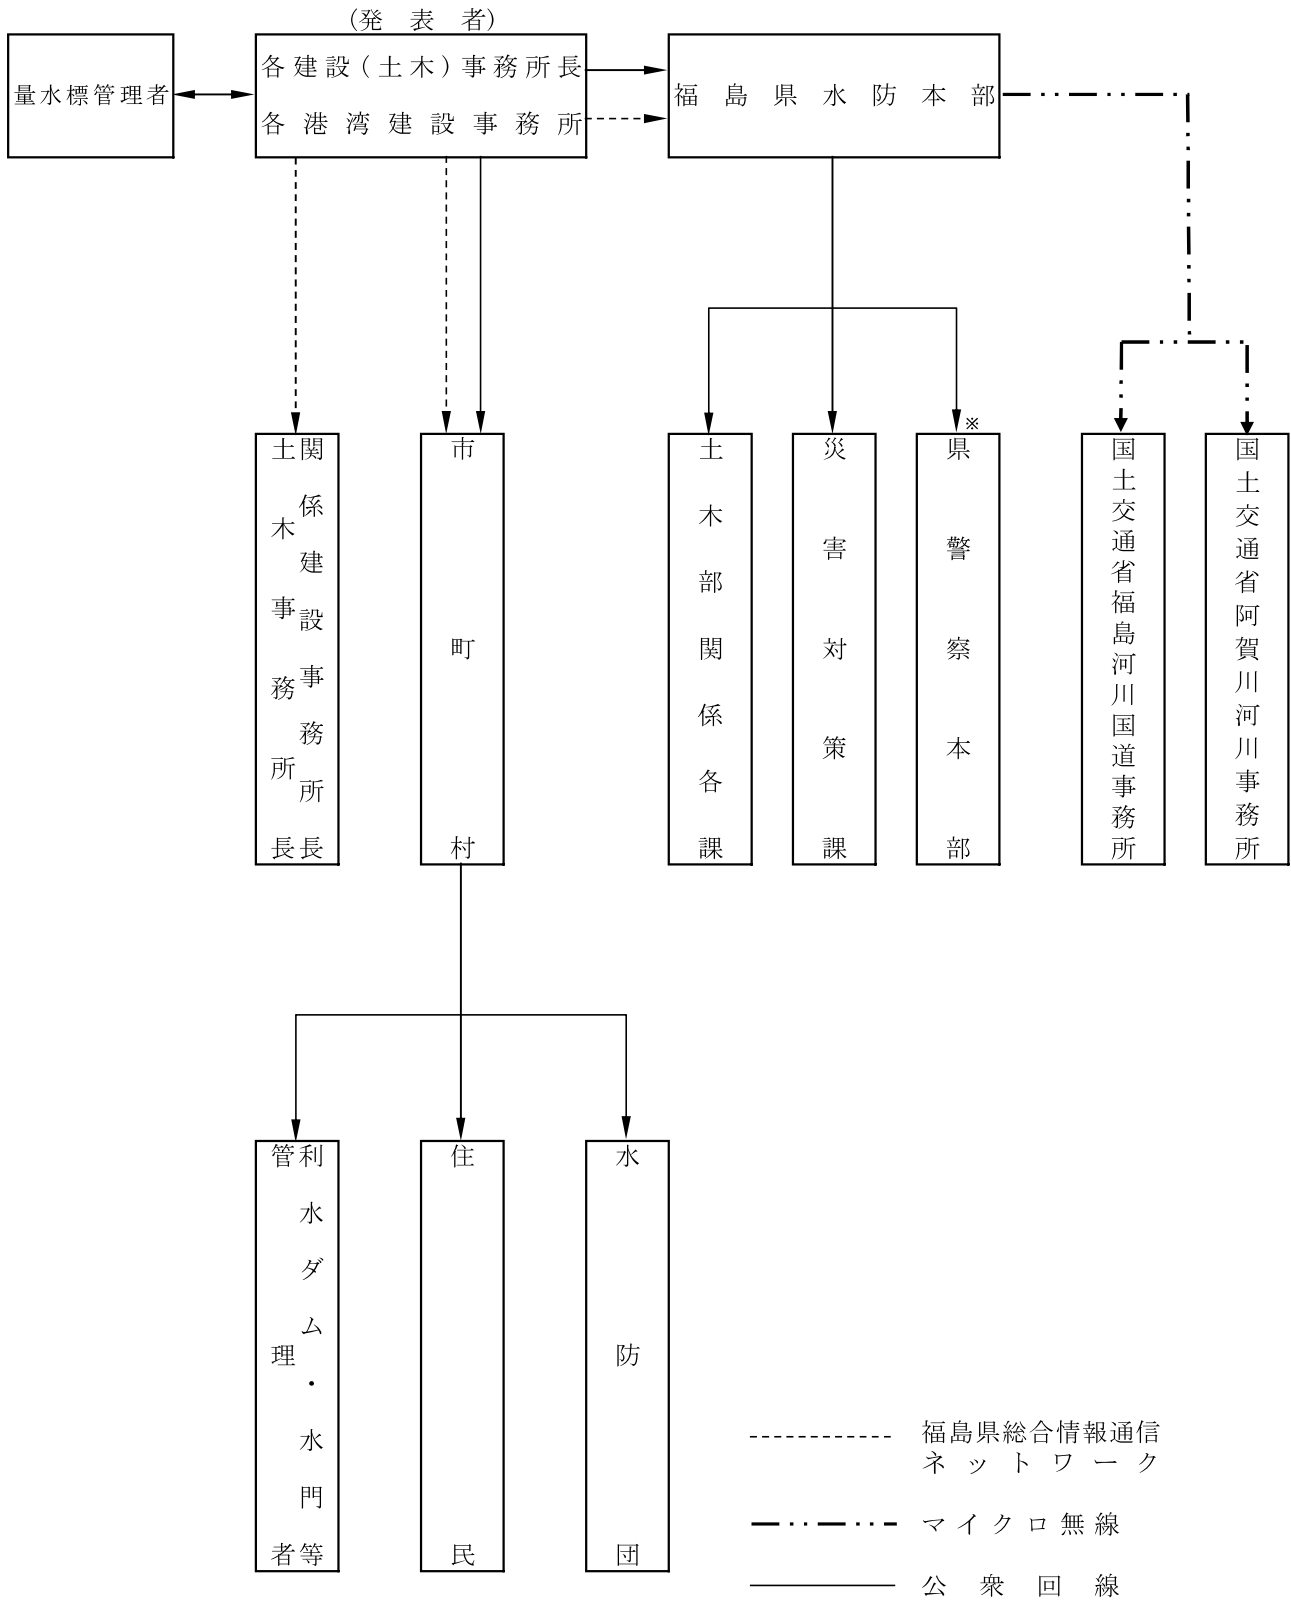 (発表者)
量水標管理者
各建設(土木)事務所長
各港湾建設事務所
福島県水防本部
関係建設事務所長
土木事務所長
市町村
土木部関係各課
災害対策課
※
県警察本部
国土交通省福島河川国道事務所
国土交通省阿賀川河川事務所
利水ダム・水門等
管理者
住民
水防団
福島県総合情報通信
ネットワーク
マイクロ無線
公衆回線